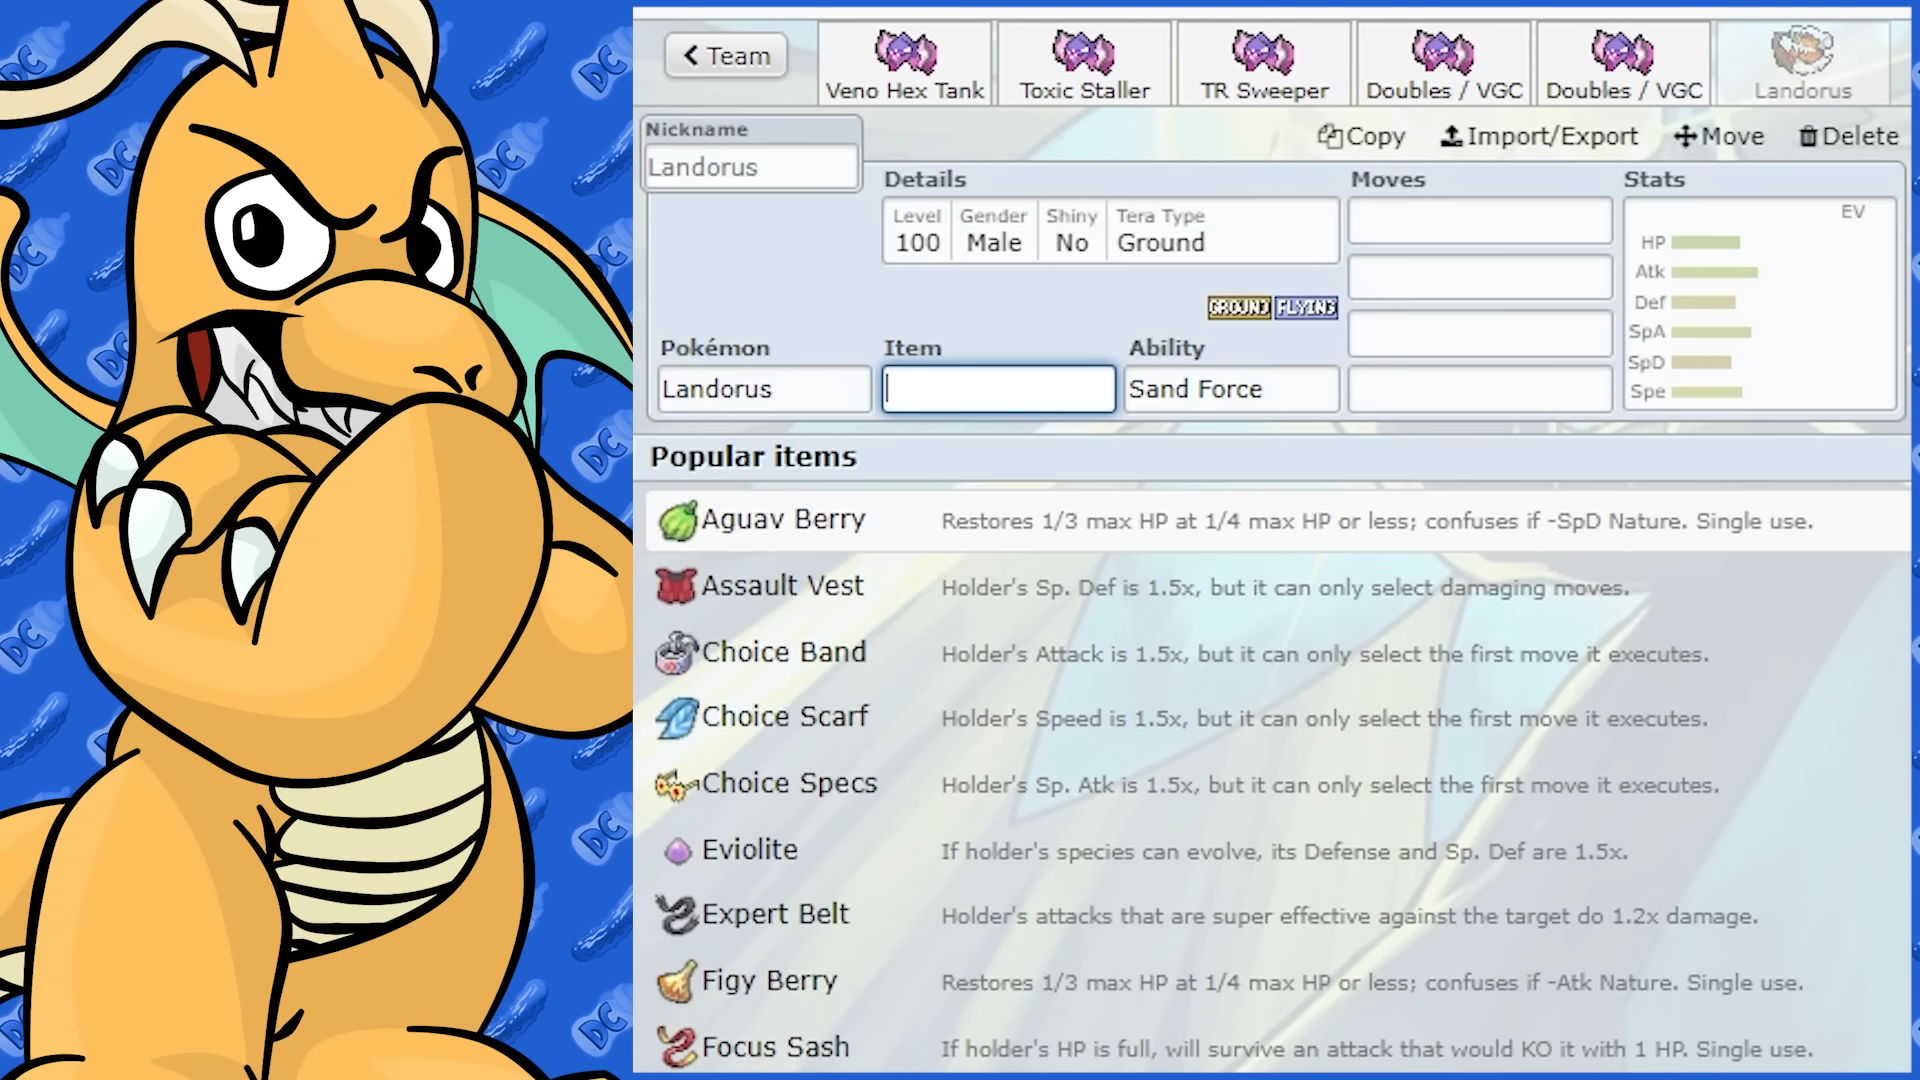 Team
Veno Hex Tank
Toxic Staller
TR Sweeper
Doubles / VGC
Doubles / VGC
Landorus
Copy
Import/Export
Move
Delete
Nickname
Landorus
Details
Level
100
Gender
Male
Shiny
No
Tera Type
Ground
GROUND
FLYING
Pokémon
Landorus
Item
Ability
Sand Force
Moves
Stats
EV
HP
Atk
Def
SpA
SpD
Spe
Popular items
Aguav Berry Restores 1/3 max HP at 1/4 max HP or less; confuses if -SpD Nature. Single use.
Assault Vest Holder's Sp. Def is 1.5x, but it can only select damaging moves.
Choice Band Holder's Attack is 1.5x, but it can only select the first move it executes.
Choice Scarf Holder's Speed is 1.5x, but it can only select the first move it executes.
Choice Specs Holder's Sp. Atk is 1.5x, but it can only select the first move it executes.
Eviolite If holder's species can evolve, its Defense and Sp. Def are 1.5x.
Expert Belt Holder's attacks that are super effective against the target do 1.2x damage.
Figy Berry Restores 1/3 max HP at 1/4 max HP or less; confuses if -Atk Nature. Single use.
Focus Sash If holder's HP is full, will survive an attack that would KO it with 1 HP. Single use.
DC
DC
DC
DC
DC
DC
DC
DC
DC